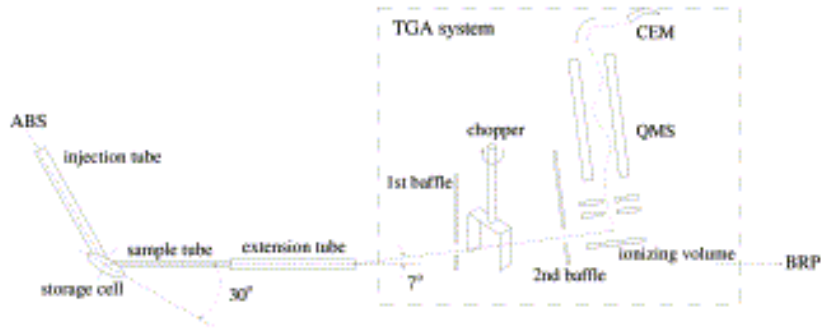 TGA system
CEM
QMS
chopper
1st baffle
ABS
injection tube
sample tube
extension tube
storage cell
30°
7°
2nd baffle
ionizing volume
BRP